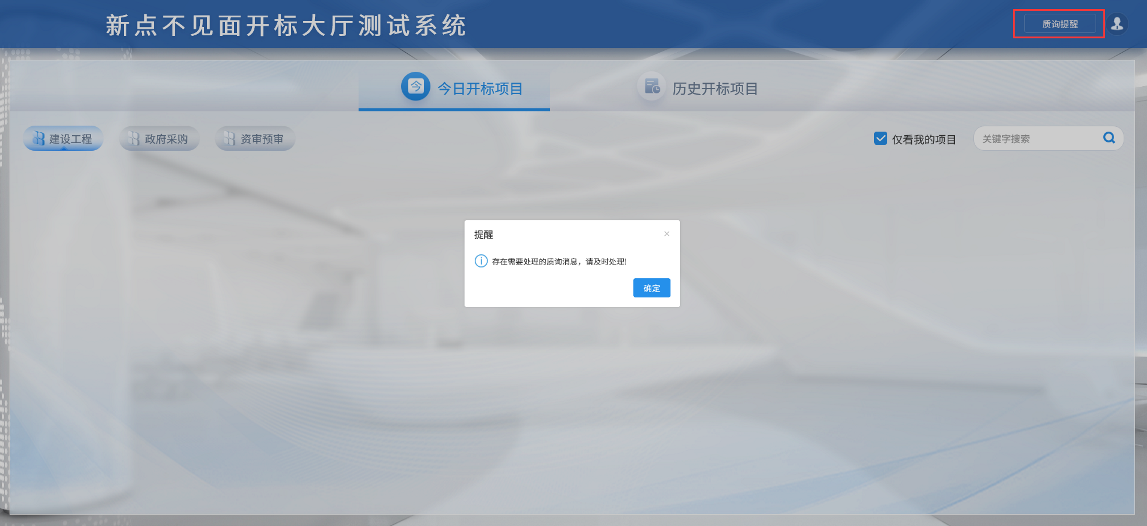 新点不见面开标大厅测试系统
质询提醒
今日开标项目
历史开标项目
建设工程
政府采购
资审预审
仅看我的项目
关键字搜索
提醒
×
存在需要处理的质询消息，请及时处理!
确定